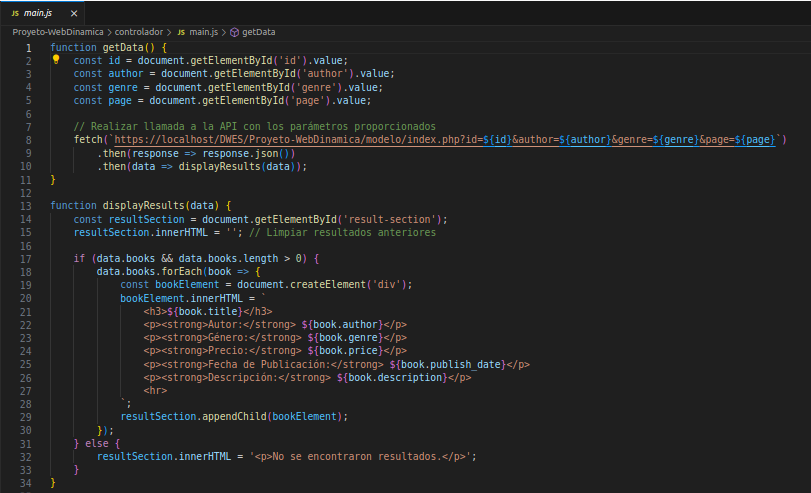 JS main.js ×
Proyeto-WebDinamica > controlador > JS main.js > getData
1 function getData() {
2 const id = document.getElementById('id').value;
3 const author = document.getElementById('author').value;
4 const genre = document.getElementById('genre').value;
5 const page = document.getElementById('page').value;
6
7 // Realizar llamada a la API con los parámetros proporcionados
8 fetch(`https://localhost/DWES/Proyeto-WebDinamica/modelo/index.php?id=${id}&author=${author}&genre=${genre}&page=${page}`)
9 .then(response => response.json())
10 .then(data => displayResults(data));
11 }
12
13 function displayResults(data) {
14 const resultSection = document.getElementById('result-section');
15 resultSection.innerHTML = ''; // Limpiar resultados anteriores
16
17 if (data.books && data.books.length > 0) {
18 data.books.forEach(book => {
19 const bookElement = document.createElement('div');
20 bookElement.innerHTML = `
21 <h3>${book.title}</h3>
22 <p><strong>Autor:</strong> ${book.author}</p>
23 <p><strong>Género:</strong> ${book.genre}</p>
24 <p><strong>Precio:</strong> ${book.price}</p>
25 <p><strong>Fecha de Publicación:</strong> ${book.publish_date}</p>
26 <p><strong>Descripción:</strong> ${book.description}</p>
27 <hr>
28 `;
29 resultSection.appendChild(bookElement);
30 });
31 } else {
32 resultSection.innerHTML = '<p>No se encontraron resultados.</p>';
33 }
34 }